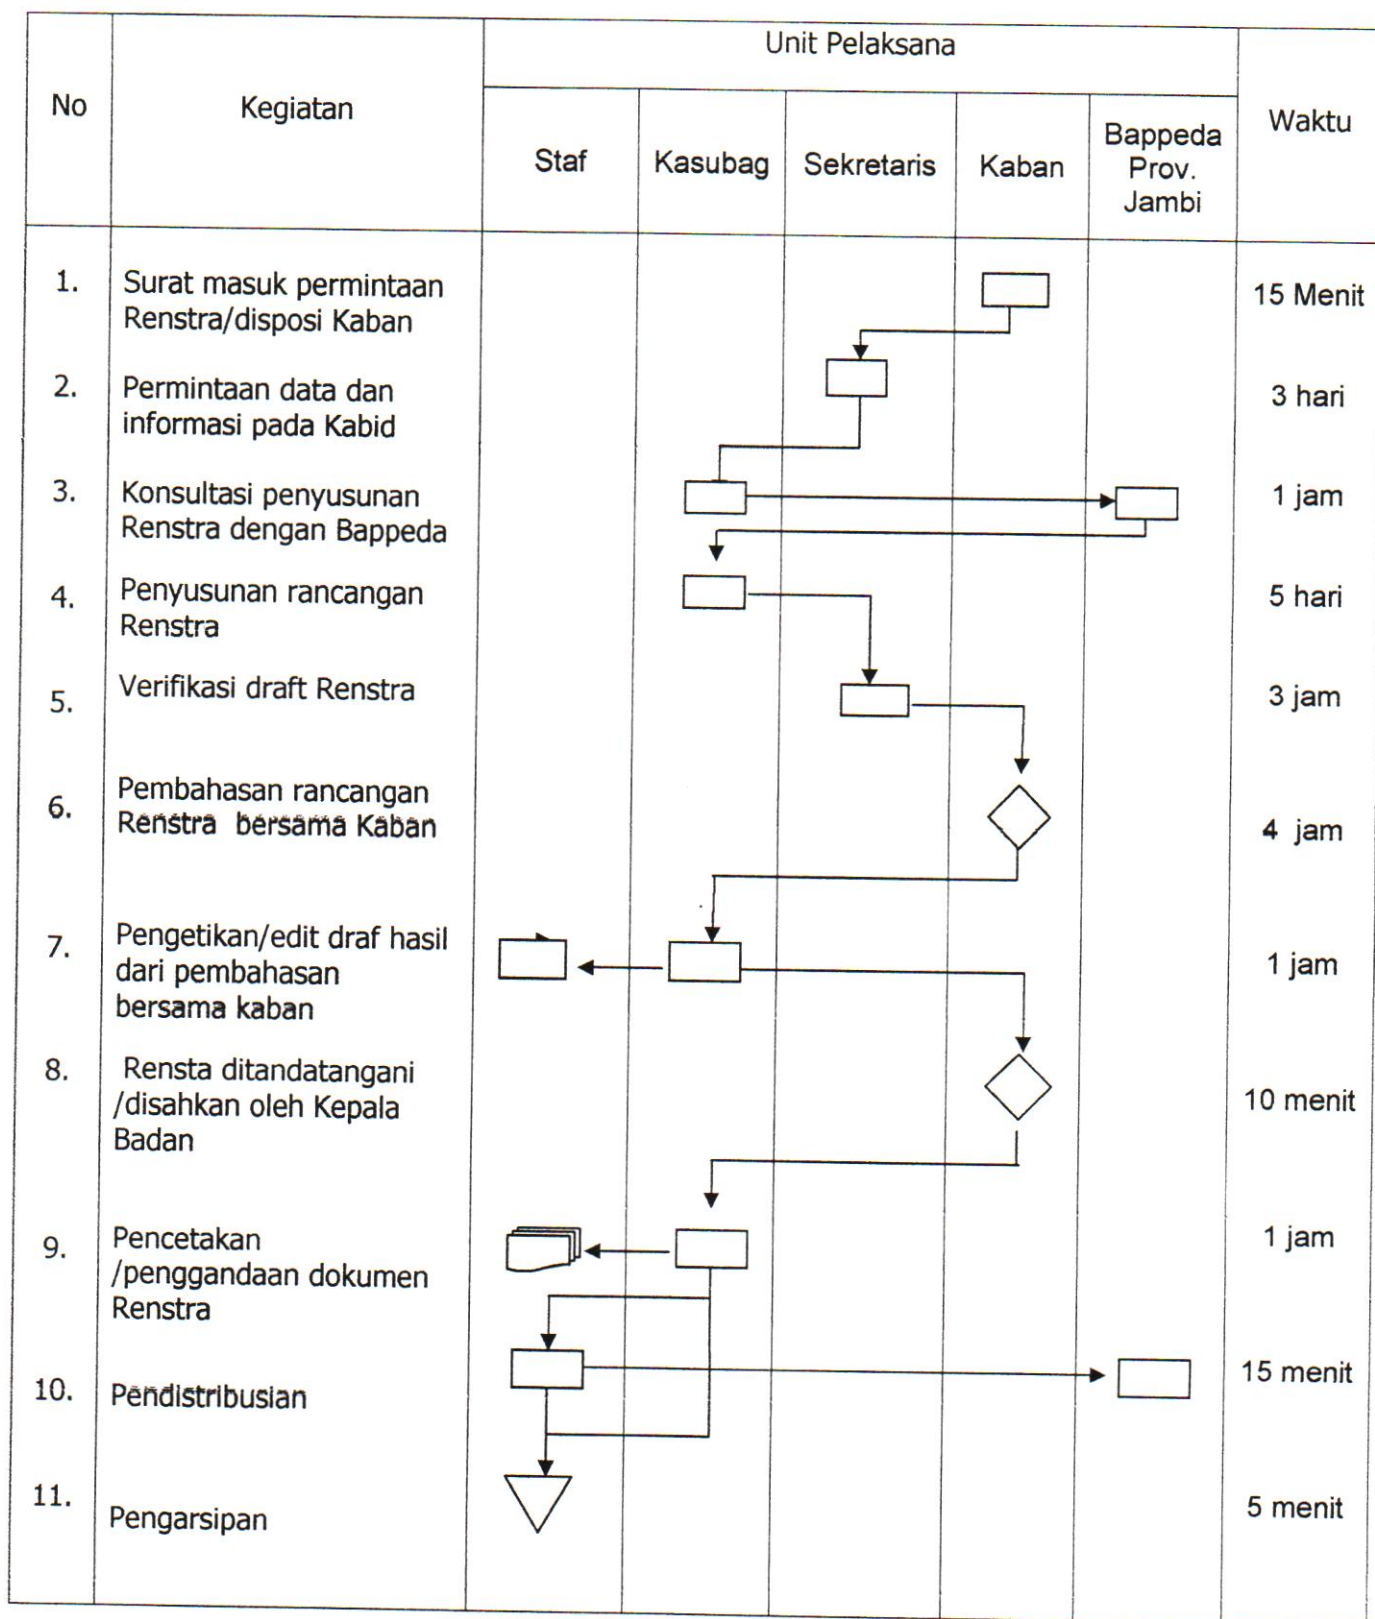 No
Kegiatan
Unit Pelaksana
Waktu
Staf
Kasubag
Sekretaris
Kaban
Bappeda
Prov.
Jambi
1.
Surat masuk permintaan
Renstra/disposi Kaban
15 Menit
2.
Permintaan data dan
informasi pada Kabid
3 hari
3.
Konsultasi penyusunan
Renstra dengan Bappeda
1 jam
4.
Penyusunan rancangan
Renstra
5 hari
5.
Verifikasi draft Renstra
3 jam
6.
Pembahasan rancangan
Renstra bersama Kaban
4 jam
7.
Pengetikan/edit draf hasil
dari pembahasan
bersama kaban
1 jam
8.
Rensta ditandatangani
/disahkan oleh Kepala
Badan
10 menit
9.
Pencetakan
/penggandaan dokumen
Renstra
1 jam
10.
Pendistribusian
15 menit
11.
Pengarsipan
5 menit